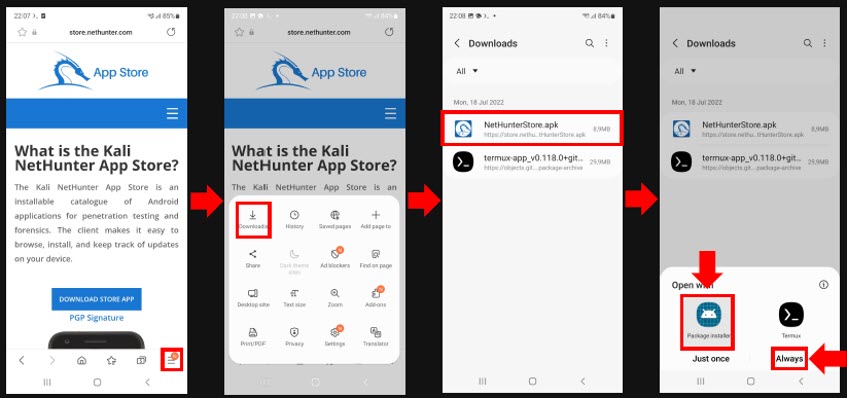 22:07
85%
store.nethunter.com
App Store
What is the Kali
NetHunter App Store?
The Kali NetHunter App Store is an
installable catalogue of Android
applications for penetration testing and
forensics. The client makes it easy to
browse, install, and keep track of updates
on your device.
DOWNLOAD STORE APP
PGP Signature
22:08
84%
store.nethunter.com
App Store
What is the Kali
NetHunter App Store?
The Kali NetHunter App Store is an
Downloads
History
Saved pages
Add page to
Share
Dark theme
sites
Ad blockers
Find on page
Desktop site
Text size
Zoom
Add-ons
Print/PDF
Privacy
Settings
Translator
22:08
84%
Downloads
All
Mon, 18 Jul 2022
NetHunterStore.apk
https://store.nethu...tHunterStore.apk
8,9MB
termux-app_v0.118.0+git...
https://objects.git...package-archive
29,9MB
Downloads
All
Mon, 18 Jul 2022
NetHunterStore.apk
https://store.nethu...tHunterStore.apk
8,9MB
termux-app_v0.118.0+git...
https://objects.git...package-archive
29,9MB
Open with
Package installer
Termux
Just once
Always